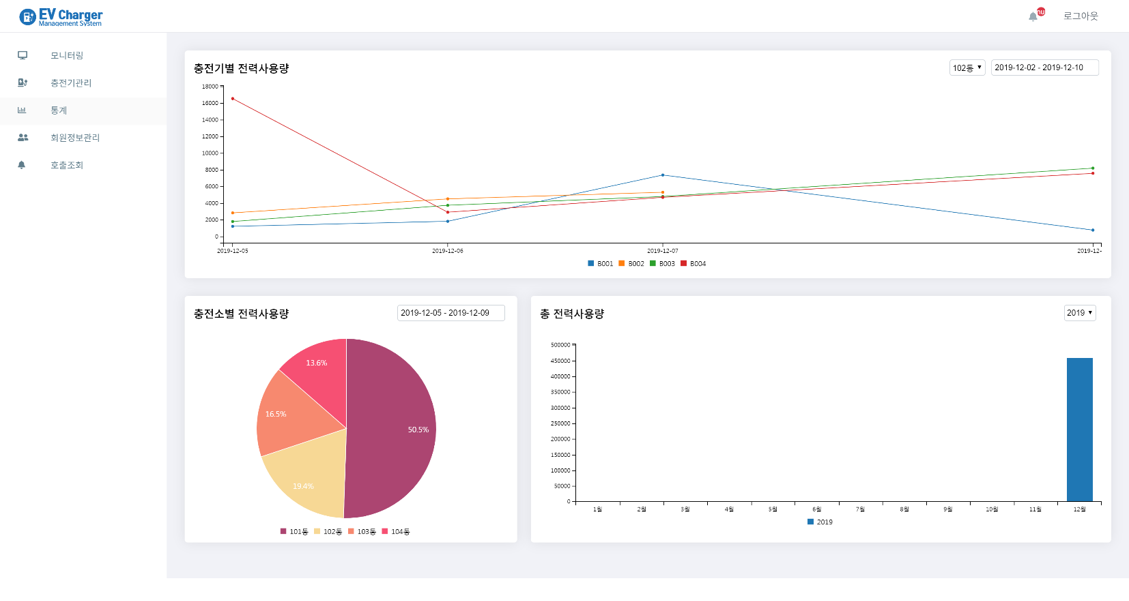 EV Charger
Management System
nu
로그아웃
모니터링
충전기관리
통계
회원정보관리
호출조회
충전기별 전력사용량
102동
2019-12-02 - 2019-12-10
18000
16000
14000
12000
10000
8000
6000
4000
2000
0
2019-12-05 2019-12-06 2019-12-07 2019-12-
B001 B002 B003 B004
충전소별 전력사용량
2019-12-05 - 2019-12-09
13.6%
16.5%
50.5%
19.4%
101동 102동 103동 104동
총 전력사용량
2019
500000
450000
400000
350000
300000
250000
200000
150000
100000
50000
0
1월 2월 3월 4월 5월 6월 7월 8월 9월 10월 11월 12월
2019